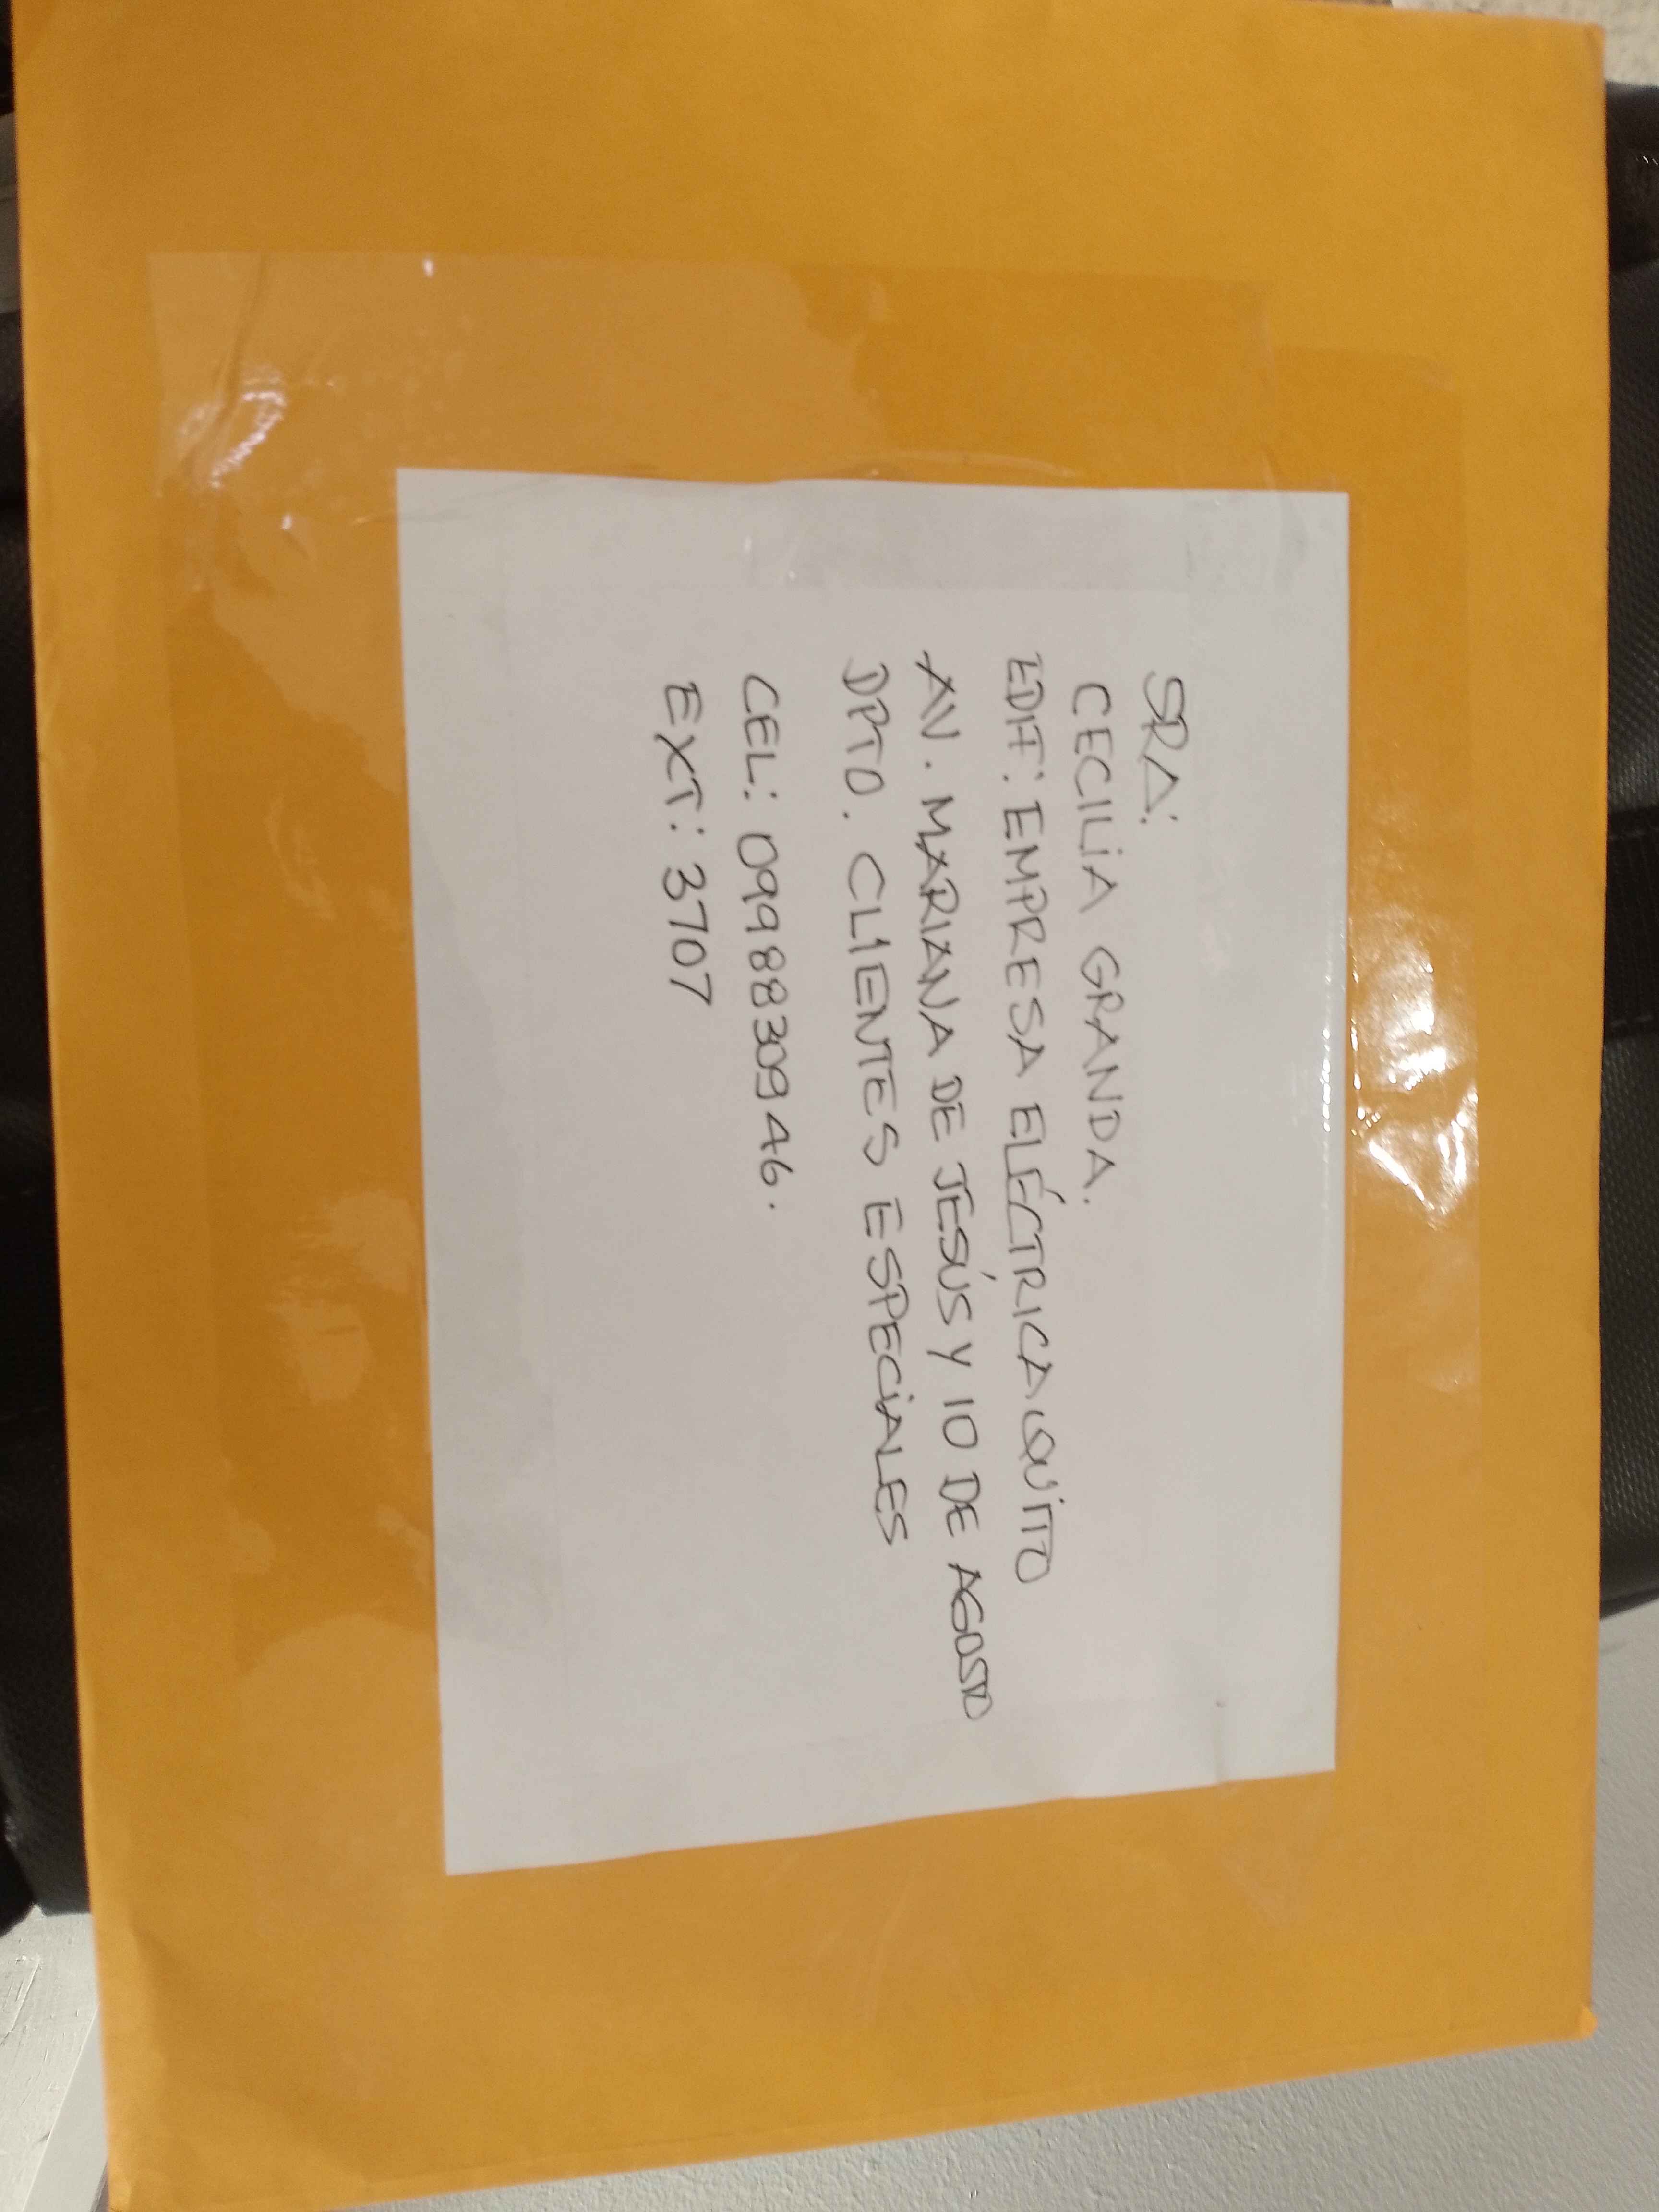 SRA:
CECILIA GRANDA.
EDIF: EMPRESA ELÉCTRICA QUITO
AV. MARIANA DE JESÚS Y 10 DE AGOSTO
DPTO. CLIENTES ESPECIALES
CEL: 0998830946.
EXT: 3707